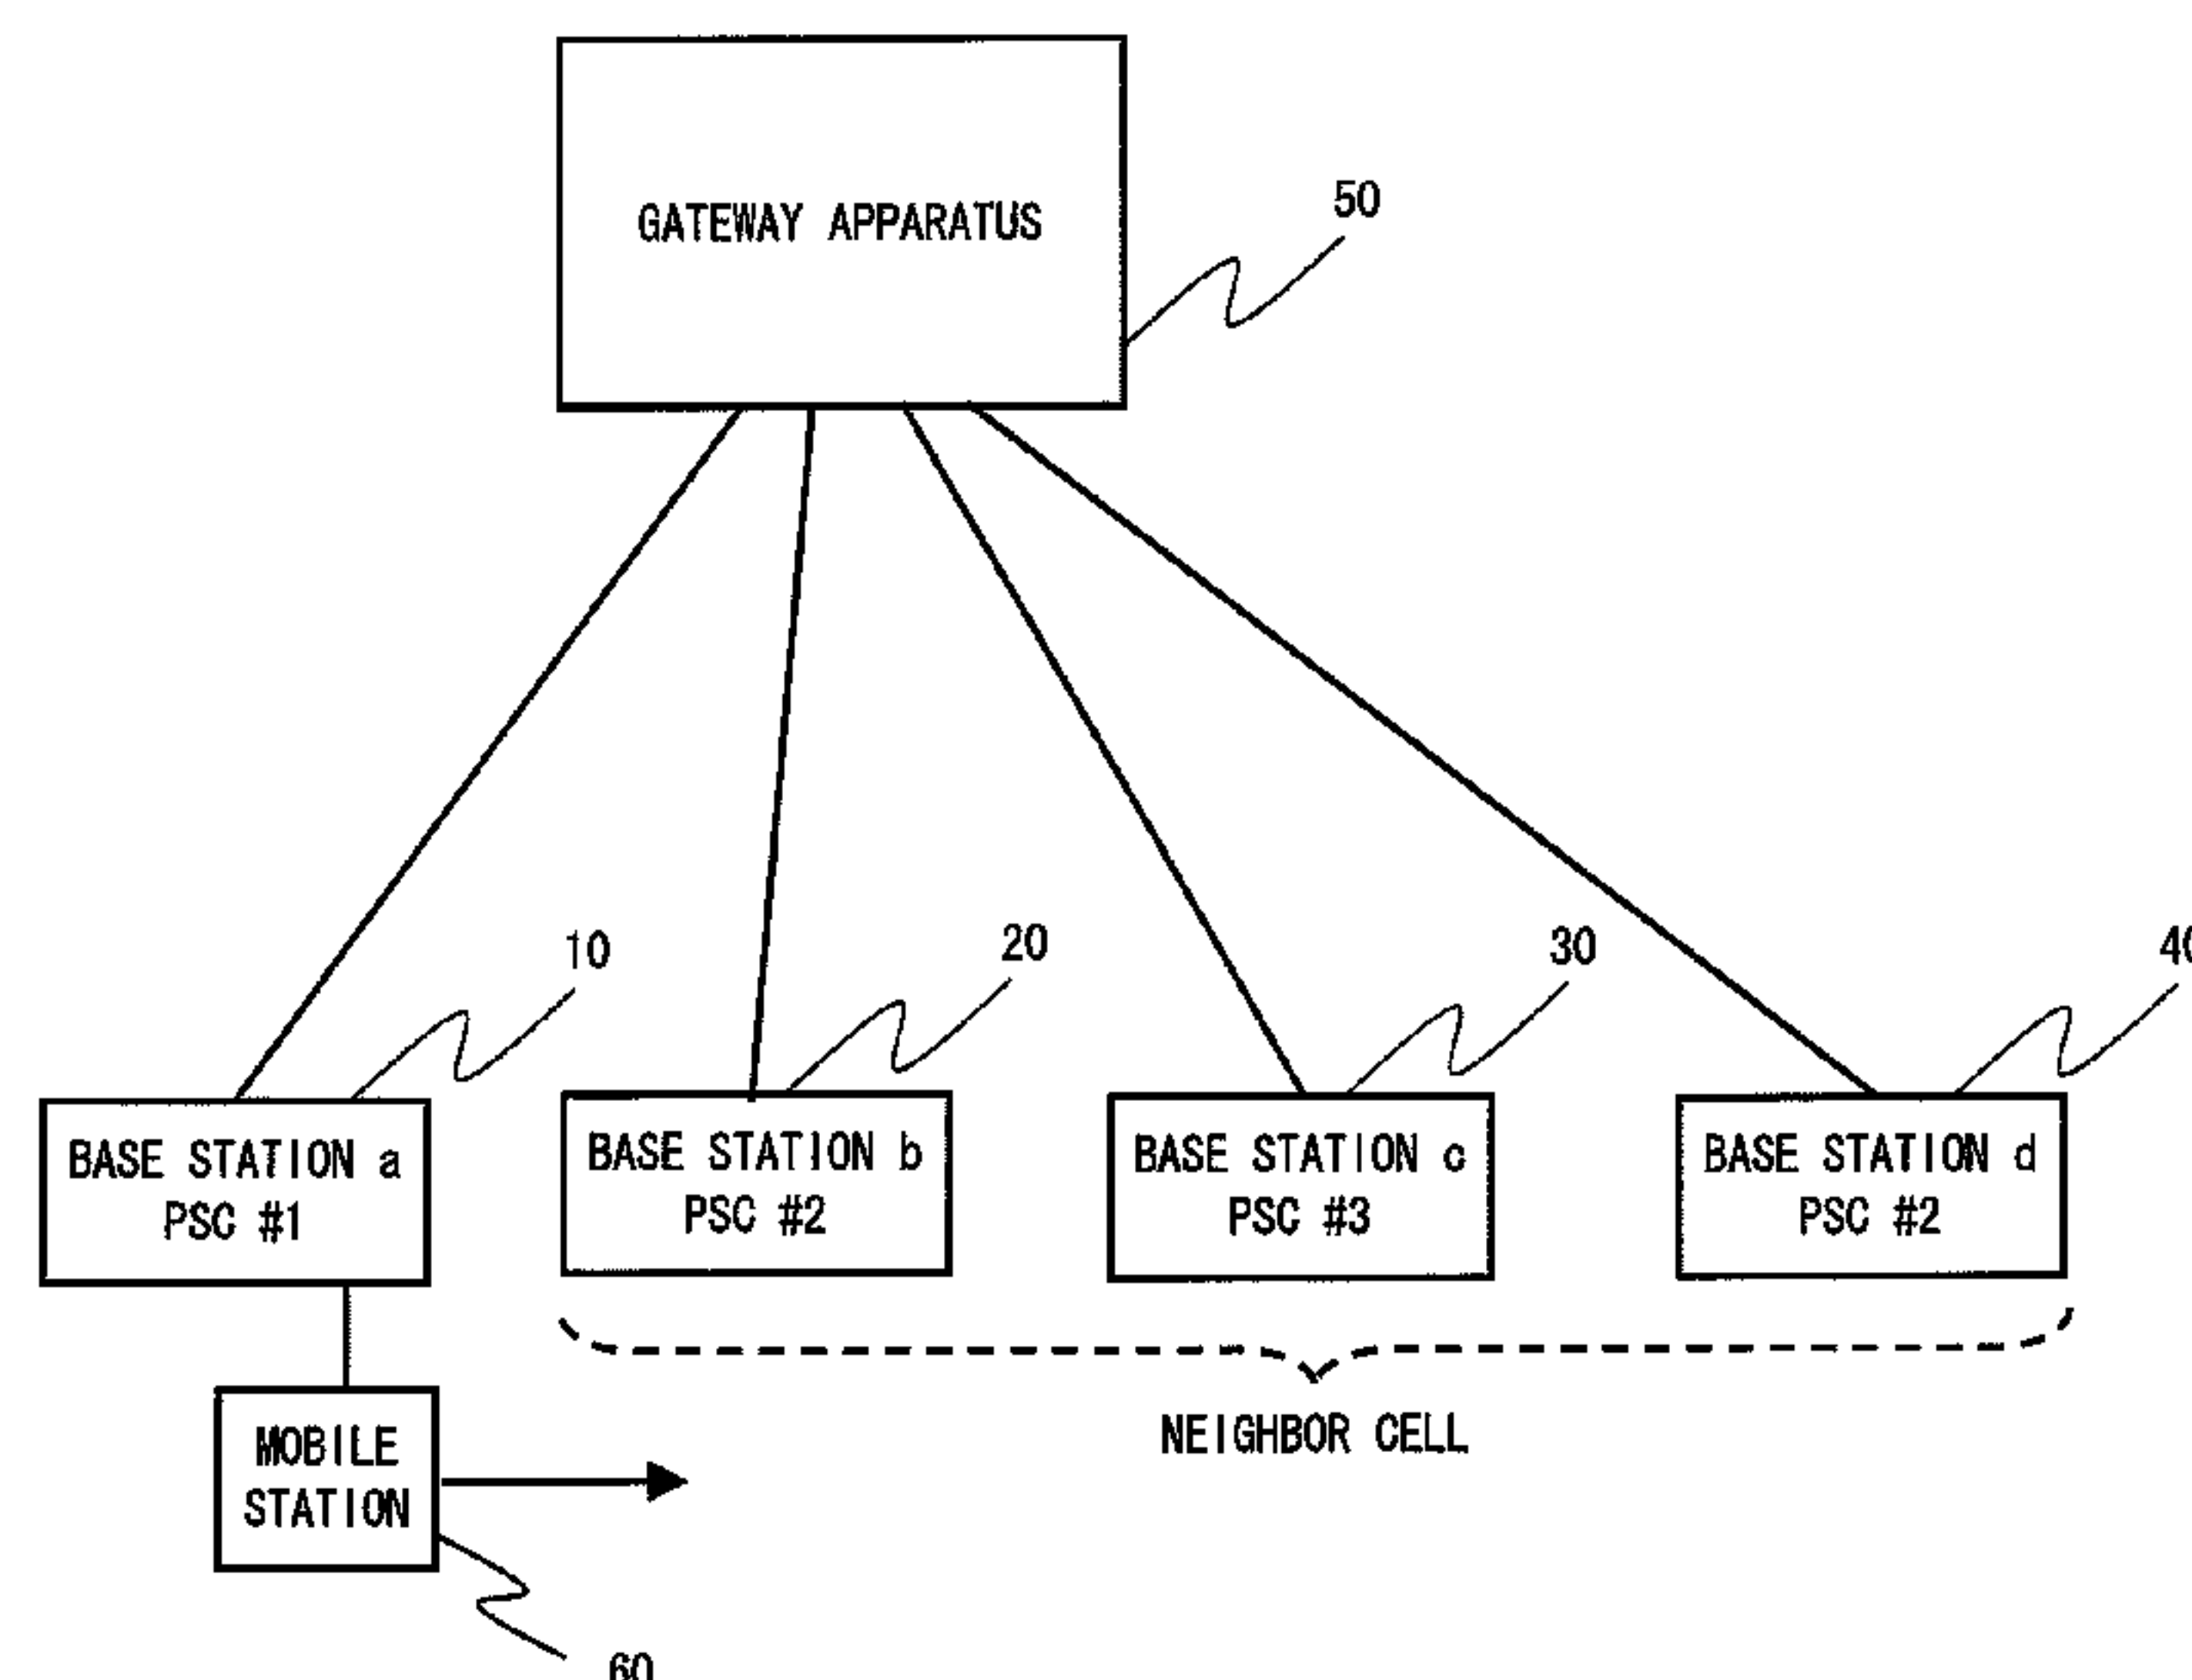 GATEWAY APPARATUS
50
10
20
30
40
BASE STATION a
PSC #1
BASE STATION b
PSC #2
BASE STATION c
PSC #3
BASE STATION d
PSC #2
NEIGHBOR CELL
MOBILE
STATION
60